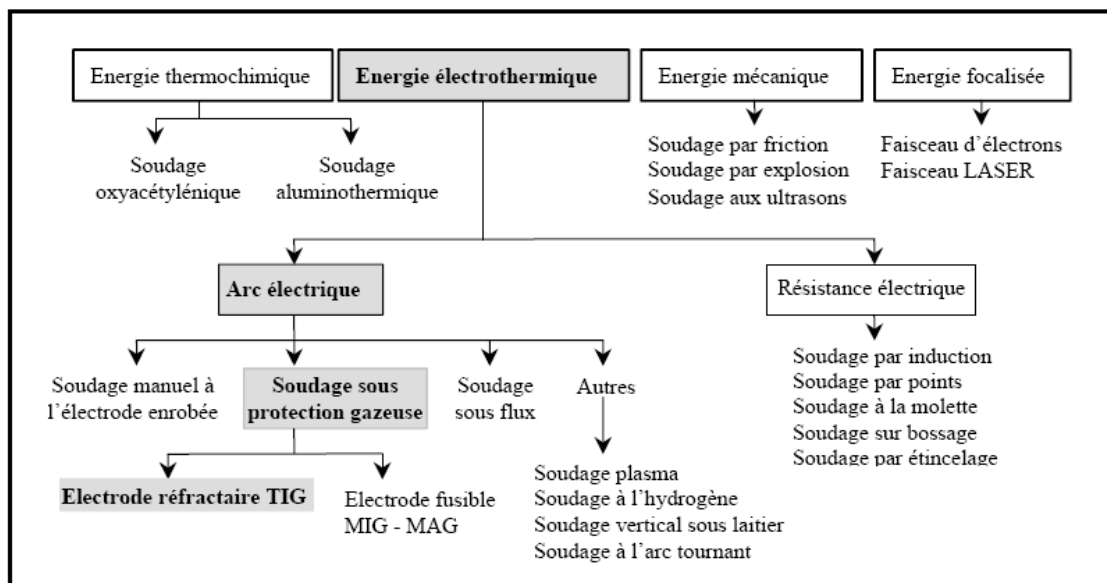 Energie thermochimique
Energie électrothermique
Energie mécanique
Energie focalisée
Soudage
oxyacétylénique
Soudage
aluminothermique
Soudage par friction
Soudage par explosion
Soudage aux ultrasons
Faisceau d’électrons
Faisceau LASER
Arc électrique
Résistance électrique
Soudage manuel à
l’électrode enrobée
Soudage sous
protection gazeuse
Soudage
sous flux
Autres
Soudage par induction
Soudage par points
Soudage à la molette
Soudage sur bossage
Soudage par étincelage
Electrode réfractaire TIG
Electrode fusible
MIG - MAG
Soudage plasma
Soudage à l’hydrogène
Soudage vertical sous laitier
Soudage à l’arc tournant